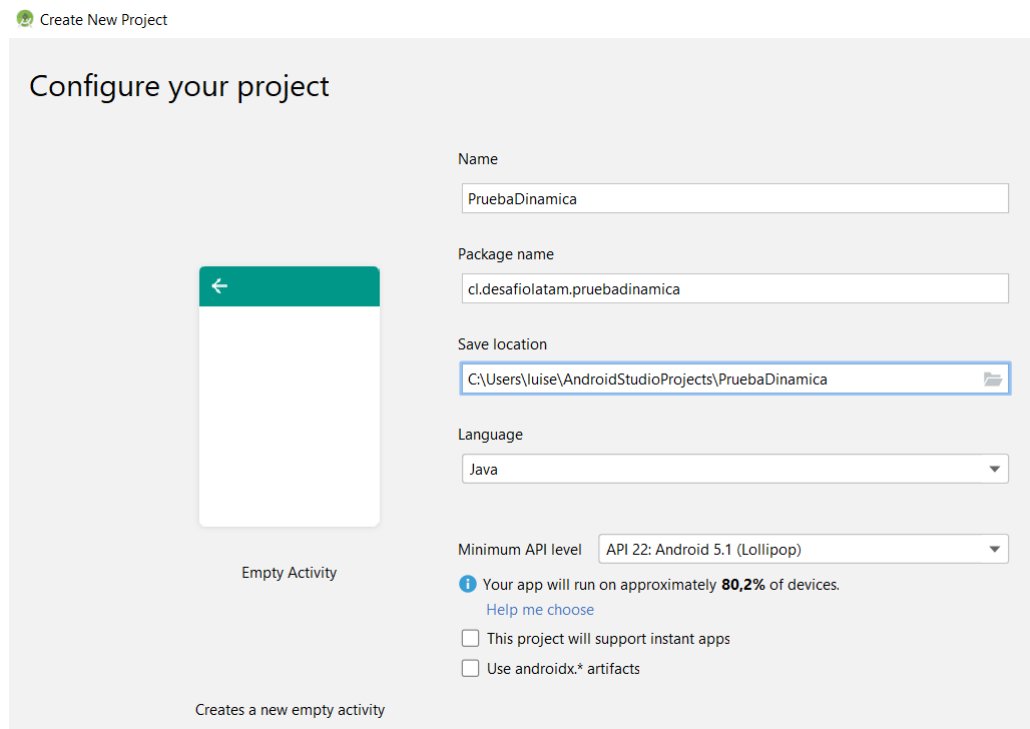 Create New Project
Configure your project
Name
PruebaDinamica
Package name
cl.desafiolatam.pruebadinamica
Save location
C:\Users\luise\AndroidStudioProjects\PruebaDinamica
Language
Java
Minimum API level API 22: Android 5.1 (Lollipop)
Your app will run on approximately 80,2% of devices.
Help me choose
This project will support instant apps
Use androidx.* artifacts
Empty Activity
Creates a new empty activity